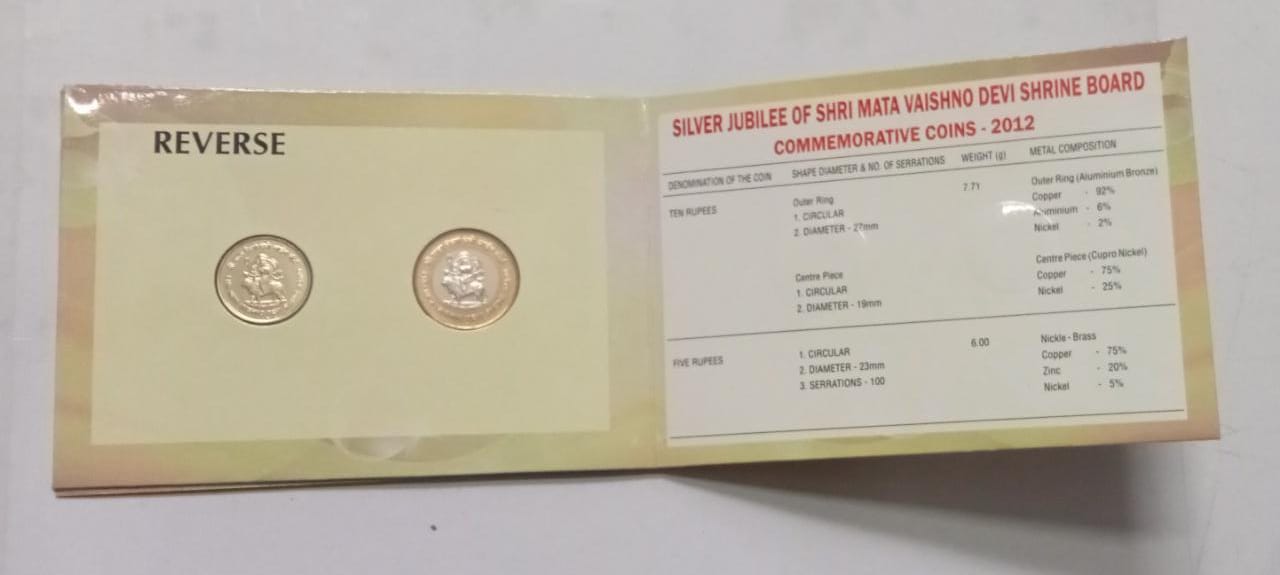 REVERSE
SILVER JUBILEE OF SHRI MATA VAISHNO DEVI SHRINE BOARD
COMMEMORATIVE COINS - 2012
DENOMINATION OF THE COIN SHAPE DIAMETER & NO. OF SERRATIONS WEIGHT (g) METAL COMPOSITION
TEN RUPEES Outer Ring 7.71 Outer Ring (Aluminium Bronze)
1. CIRCULAR Copper - 92%
2. DIAMETER - 27mm Aluminium - 6%
Nickel - 2%
Centre Piece Centre Piece (Cupro Nickel)
1. CIRCULAR Copper - 75%
2. DIAMETER - 19mm Nickel - 25%
FIVE RUPEES 1. CIRCULAR 6.00 Nickle - Brass
2. DIAMETER - 23mm Copper - 75%
3. SERRATIONS - 100 Zinc - 20%
Nickel - 5%